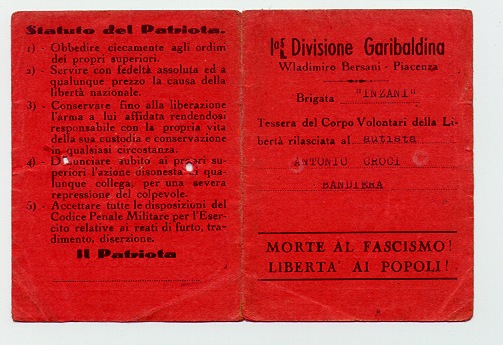 Statuto del Patriota.
1) - Obbedire ciecamente agli ordini
dei propri superiori.
2) - Servire con fedeltà assoluta ed a
qualunque prezzo la causa della
libertà nazionale.
3) - Conservare fino alla liberazione
l'arma a lui affidata rendendosi
responsabile con la propria vita
della sua custodia e conservazione
in qualsiasi circostanza.
4) - Denunciare subito ai propri su-
periori l'azione disonesta di qua-
lunque collega, per una severa
repressione del colpevole.
5) - Accettare tutte le disposizioni del
Codice Penale Militare per l'Eser-
cito relative ai reati di furto, tra-
dimento, diserzione.
Il Patriota
Divisione Garibaldina
Wladimiro Bersani - Piacenza
Brigata "INZANI"
Tessera del Corpo Volontari della Li-
bertà rilasciata al autista
ANTONIO CROCI
BANDIERA
MORTE AL FASCISMO!
LIBERTA' AI POPOLI!